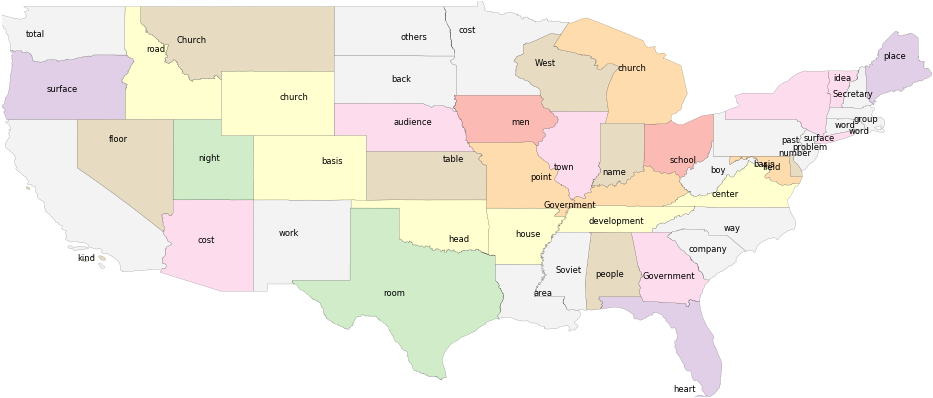 total
cost
others
road
Church
place
West
church
back
idea
surface
Secretary
church
group
audience
men
word
word
floor
past
surface
problem
number
night
basis
table
school
basis
field
town
boy
name
point
center
Government
development
house
way
work
cost
head
company
kind
Soviet
people
Government
room
area
heart